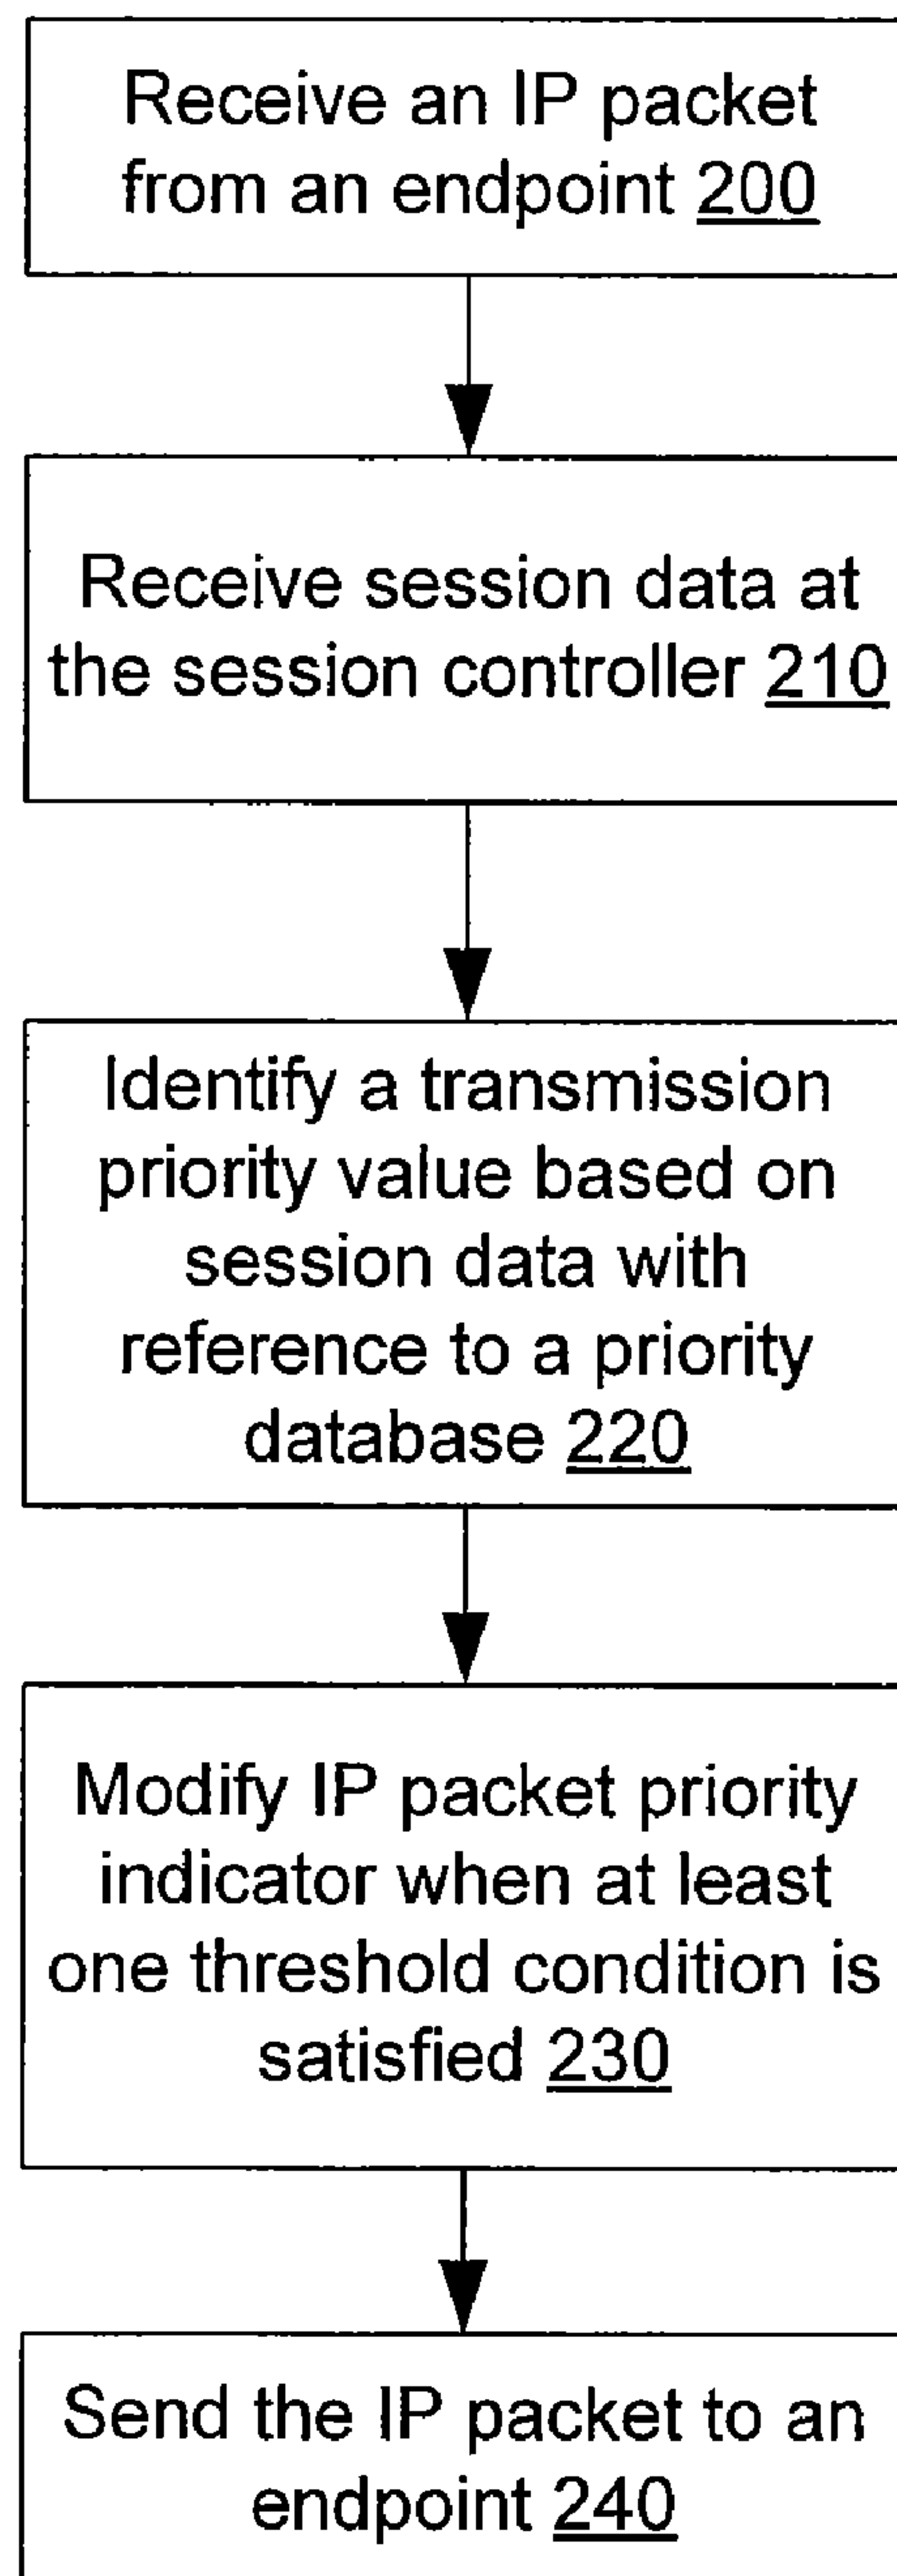 Receive an IP packet
from an endpoint 200
Receive session data at
the session controller 210
Identify a transmission
priority value based on
session data with
reference to a priority
database 220
Modify IP packet priority
indicator when at least
one threshold condition is
satisfied 230
Send the IP packet to an
endpoint 240